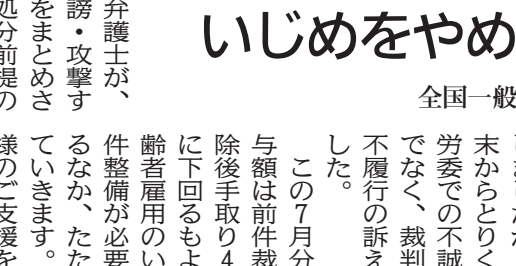 いじめをやめ
全国一般
末からとりく
労委での不誠
でなく、裁判
不履行の訴え
した。
この7月分
与額は前件裁
除後手取り4
に下回るもよ
齢者雇用のい
件整備が必要
るなか、たた
ていきます。
様のご支援を
弁護士が、
謗・攻撃す
をまとめさ
処分前提の